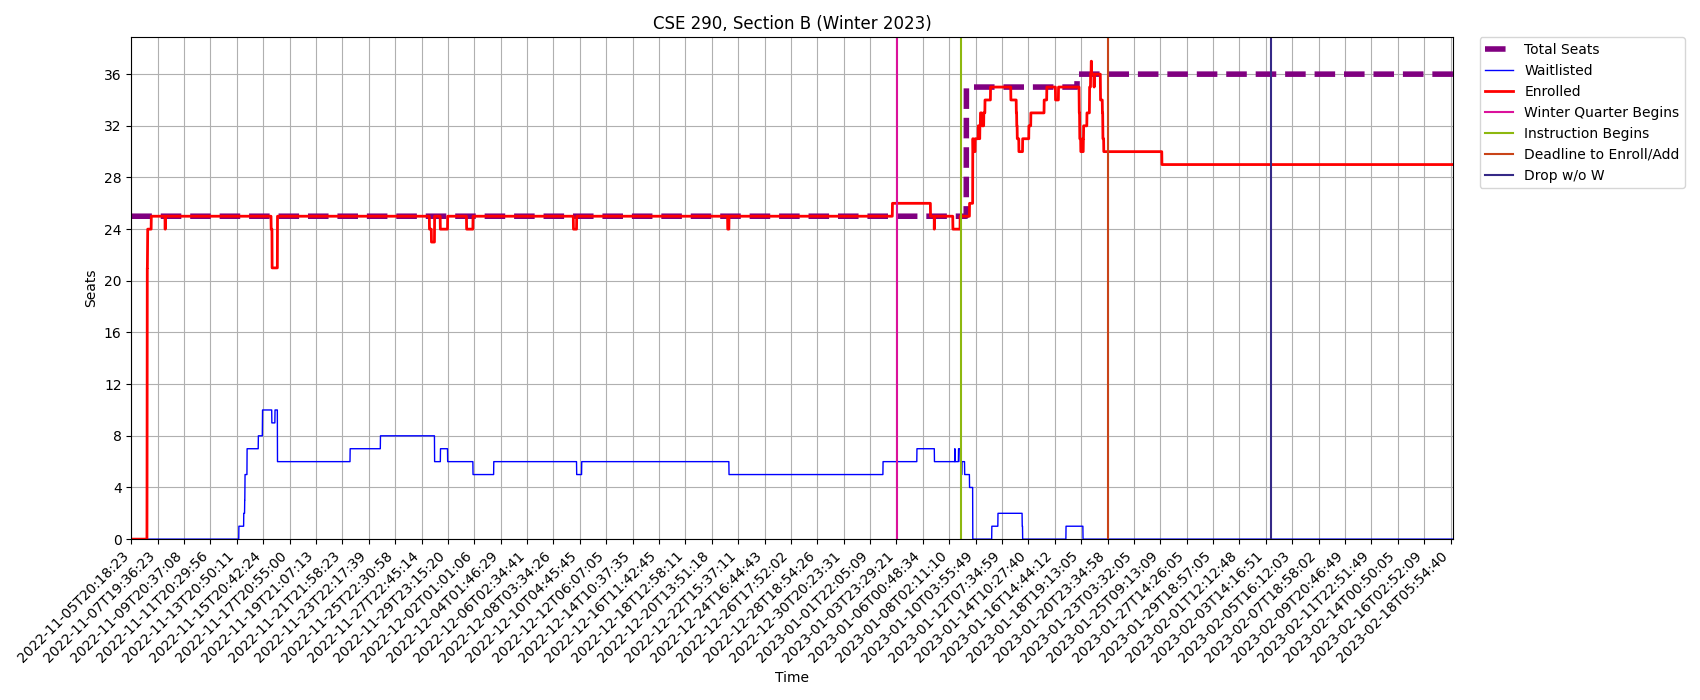 CSE 290, Section B (Winter 2023)
Total Seats
Waitlisted
Enrolled
Winter Quarter Begins
Instruction Begins
Deadline to Enroll/Add
Drop w/o W
Seats
36
32
28
24
20
16
12
8
4
0
2022-11-05T20:18:23
2022-11-07T19:36:23
2022-11-09T20:37:08
2022-11-11T20:29:56
2022-11-13T20:50:11
2022-11-15T20:42:24
2022-11-17T20:55:00
2022-11-19T21:07:13
2022-11-21T21:58:23
2022-11-23T22:17:39
2022-11-25T22:30:58
2022-11-27T22:45:14
2022-11-29T23:15:20
2022-12-02T01:01:06
2022-12-04T01:46:29
2022-12-06T02:34:41
2022-12-08T03:34:26
2022-12-10T04:45:45
2022-12-12T06:07:05
2022-12-14T10:37:35
2022-12-16T11:42:45
2022-12-18T12:58:11
2022-12-20T13:51:18
2022-12-22T15:37:11
2022-12-24T16:44:43
2022-12-26T17:52:02
2022-12-28T18:54:26
2022-12-30T20:23:31
2023-01-01T22:05:09
2023-01-03T23:29:21
2023-01-06T00:48:34
2023-01-08T02:11:10
2023-01-10T03:55:49
2023-01-12T07:34:59
2023-01-14T10:27:40
2023-01-16T14:44:12
2023-01-18T19:13:05
2023-01-20T23:34:58
2023-01-23T03:32:05
2023-01-25T09:13:09
2023-01-27T14:26:05
2023-01-29T18:57:05
2023-02-01T12:12:48
2023-02-03T14:16:51
2023-02-05T16:12:03
2023-02-07T18:58:02
2023-02-09T20:46:49
2023-02-11T22:51:49
2023-02-14T00:50:05
2023-02-16T02:52:09
2023-02-18T05:54:40
Time